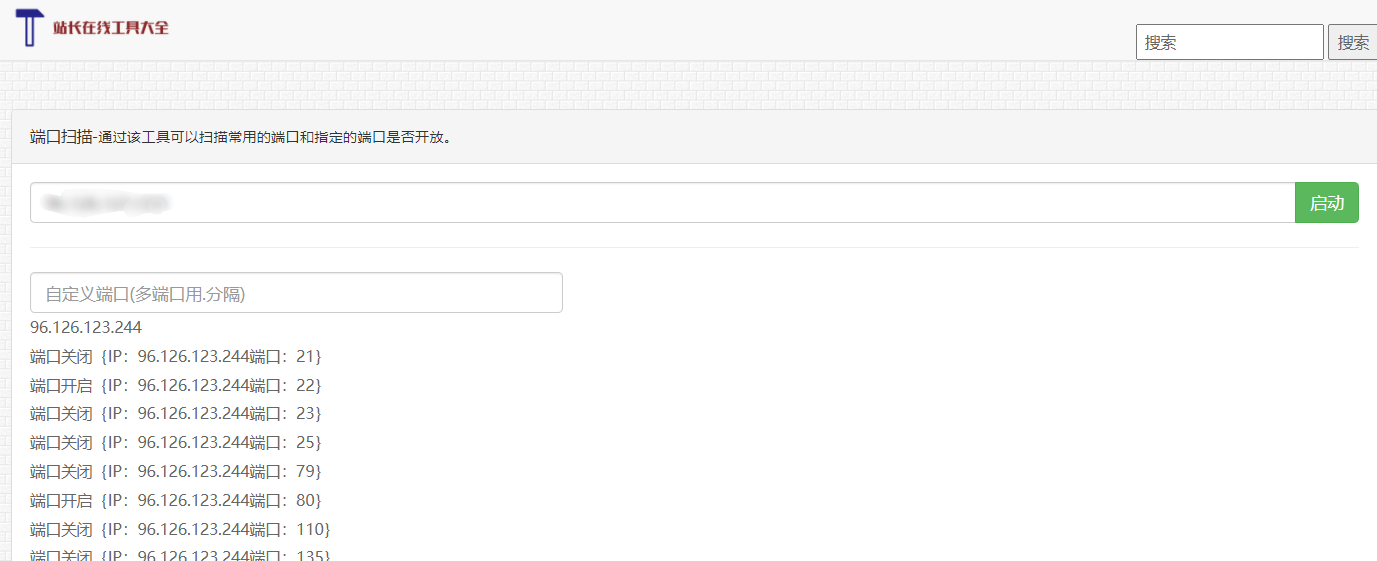 站长在线工具大全
搜索 搜索
端口扫描-通过该工具可以扫描常用的端口和指定的端口是否开放。
启动
自定义端口(多端口用.分隔)
96.126.123.244
端口关闭 {IP：96.126.123.244端口：21}
端口开启 {IP：96.126.123.244端口：22}
端口关闭 {IP：96.126.123.244端口：23}
端口关闭 {IP：96.126.123.244端口：25}
端口关闭 {IP：96.126.123.244端口：79}
端口开启 {IP：96.126.123.244端口：80}
端口关闭 {IP：96.126.123.244端口：110}
端口关闭 {IP：96.126.123.244端口：135}